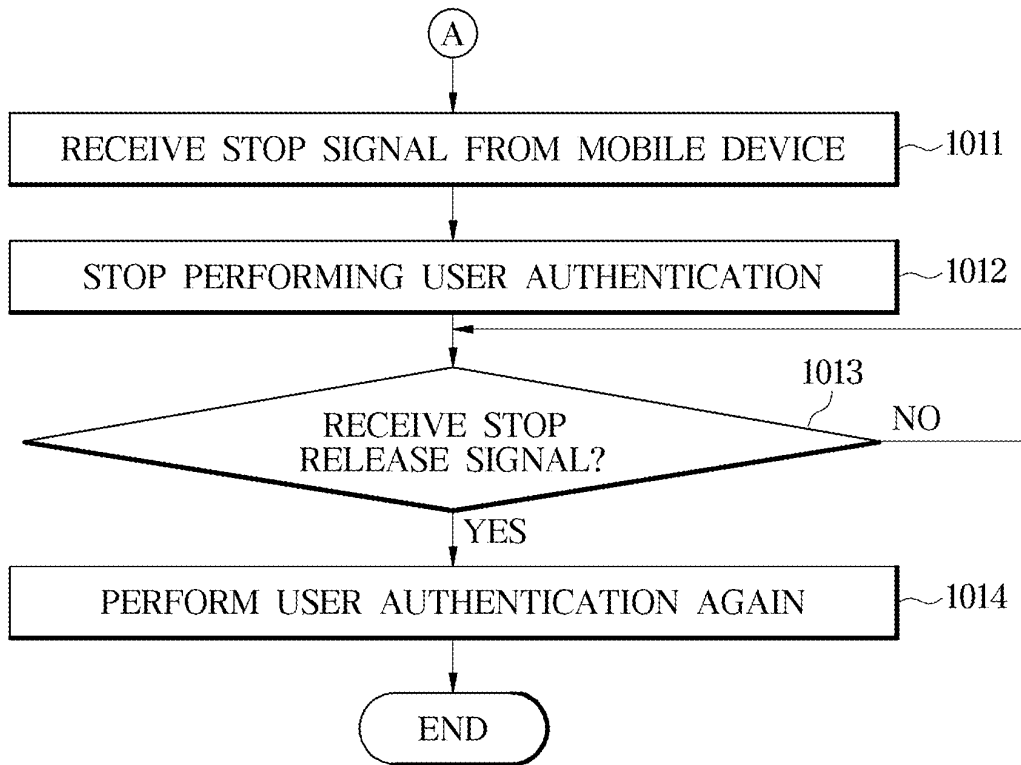 A
RECEIVE STOP SIGNAL FROM MOBILE DEVICE
1011
STOP PERFORMING USER AUTHENTICATION
1012
1013
RECEIVE STOP
RELEASE SIGNAL?
NO
YES
PERFORM USER AUTHENTICATION AGAIN
1014
END